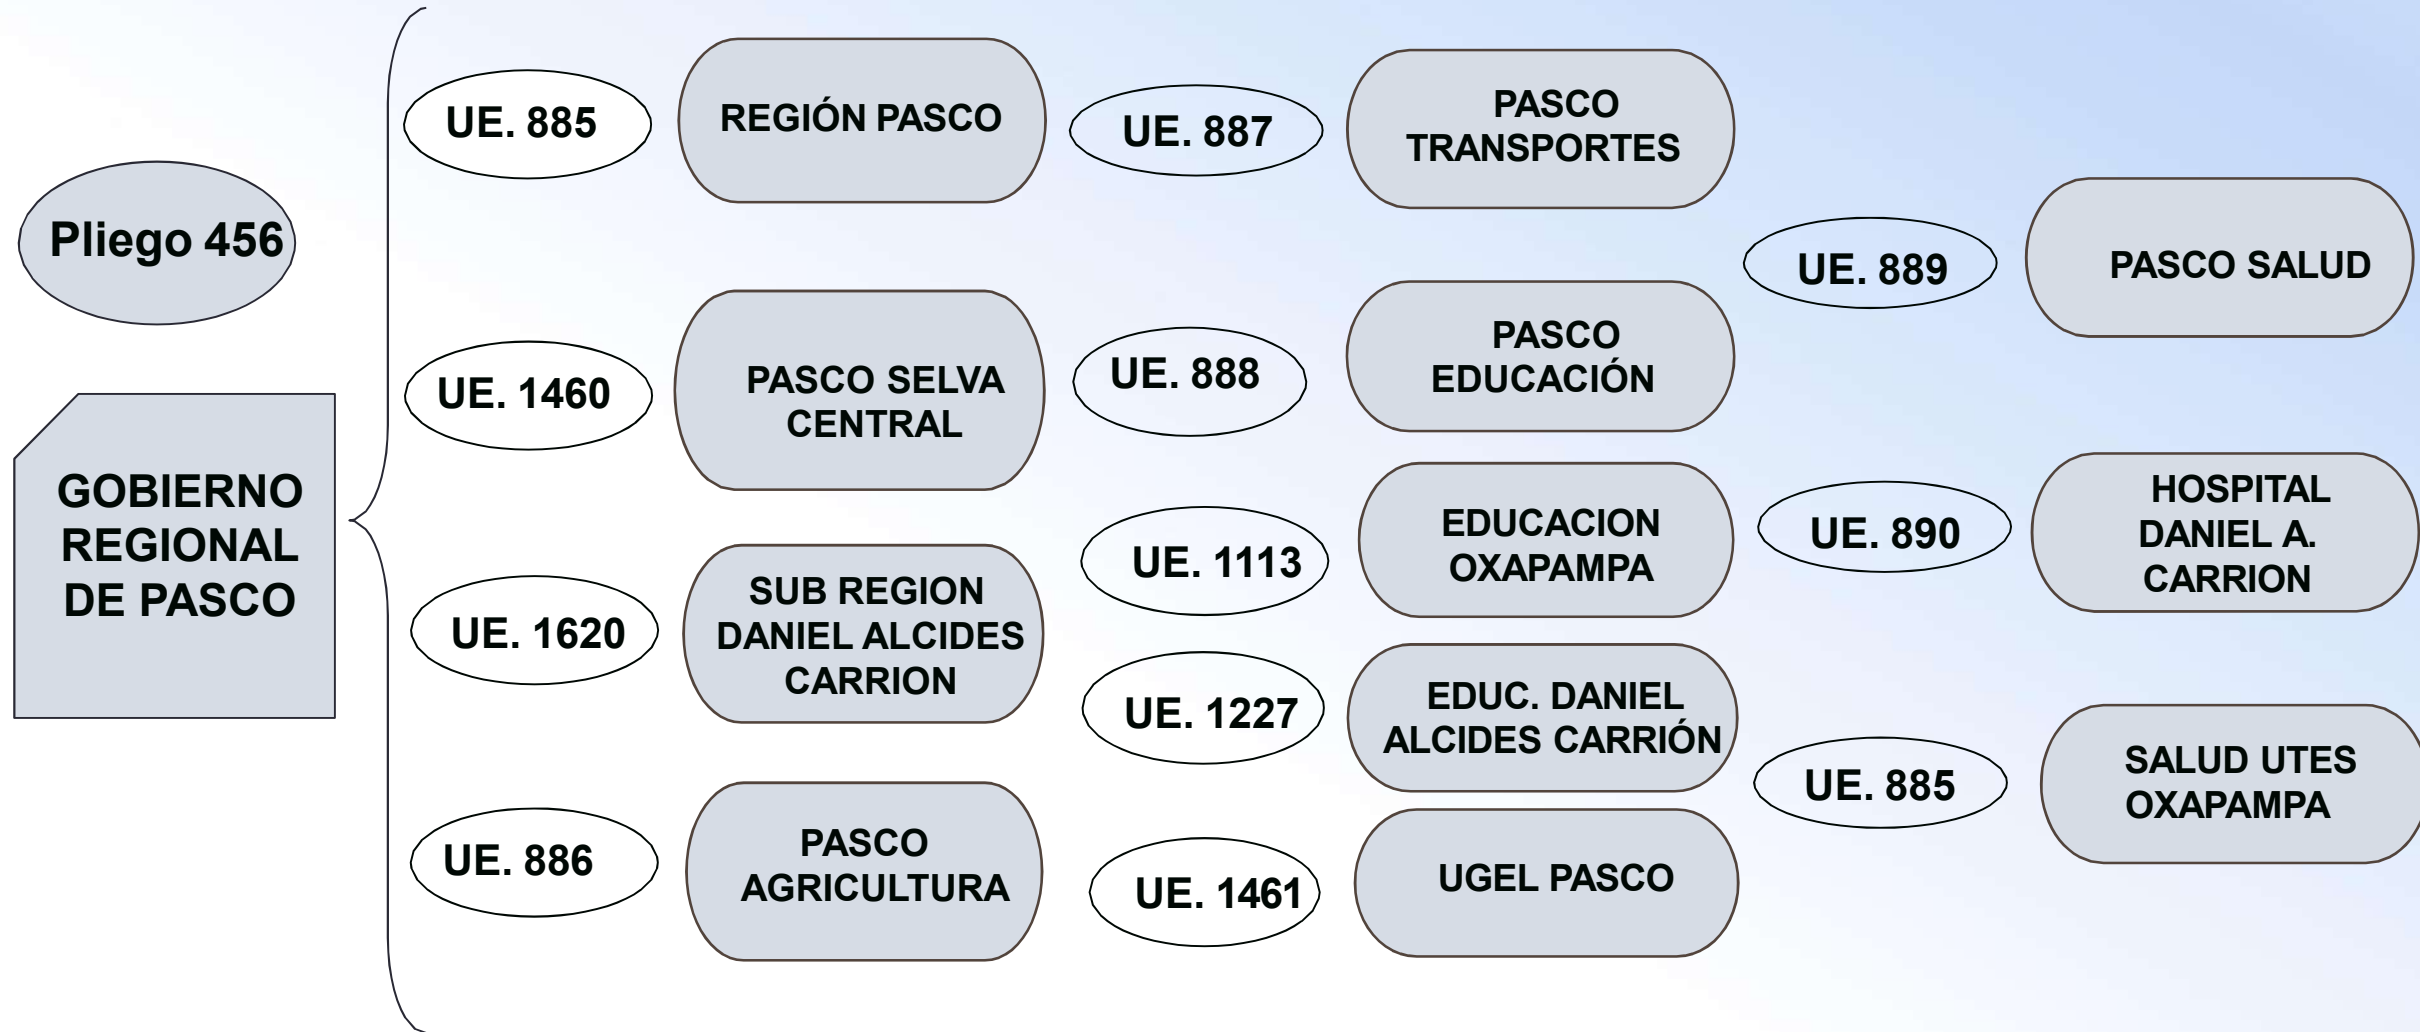 Pliego 456
GOBIERNO
REGIONAL
DE PASCO
UE. 885
REGIÓN PASCO
UE. 1460
PASCO SELVA
CENTRAL
UE. 1620
SUB REGION
DANIEL ALCIDES
CARRION
UE. 886
PASCO
AGRICULTURA
UE. 887
PASCO
TRANSPORTES
UE. 888
PASCO
EDUCACIÓN
UE. 1113
EDUCACION
OXAPAMPA
UE. 1227
EDUC. DANIEL
ALCIDES CARRIÓN
UE. 1461
UGEL PASCO
UE. 889
PASCO SALUD
UE. 890
HOSPITAL
DANIEL A.
CARRION
UE. 885
SALUD UTES
OXAPAMPA